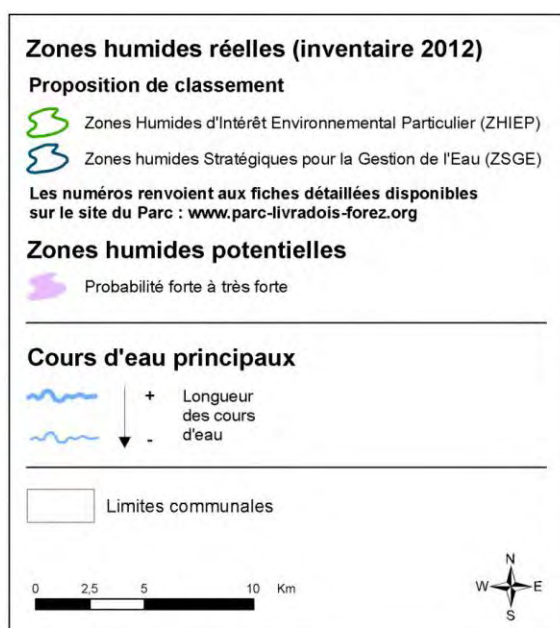 Zones humides réelles (inventaire 2012)
Proposition de classement
Zones Humides d'Intérêt Environnemental Particulier (ZHIEP)
Zones humides Stratégiques pour la Gestion de l'Eau (ZSGE)
Les numéros renvoient aux fiches détaillées disponibles
sur le site du Parc : www.parc-livradois-forez.org
Zones humides potentielles
Probabilité forte à très forte
Cours d'eau principaux
+ Longueur
des cours
- d'eau
Limites communales
0 2,5 5 10 Km
N
W E
S